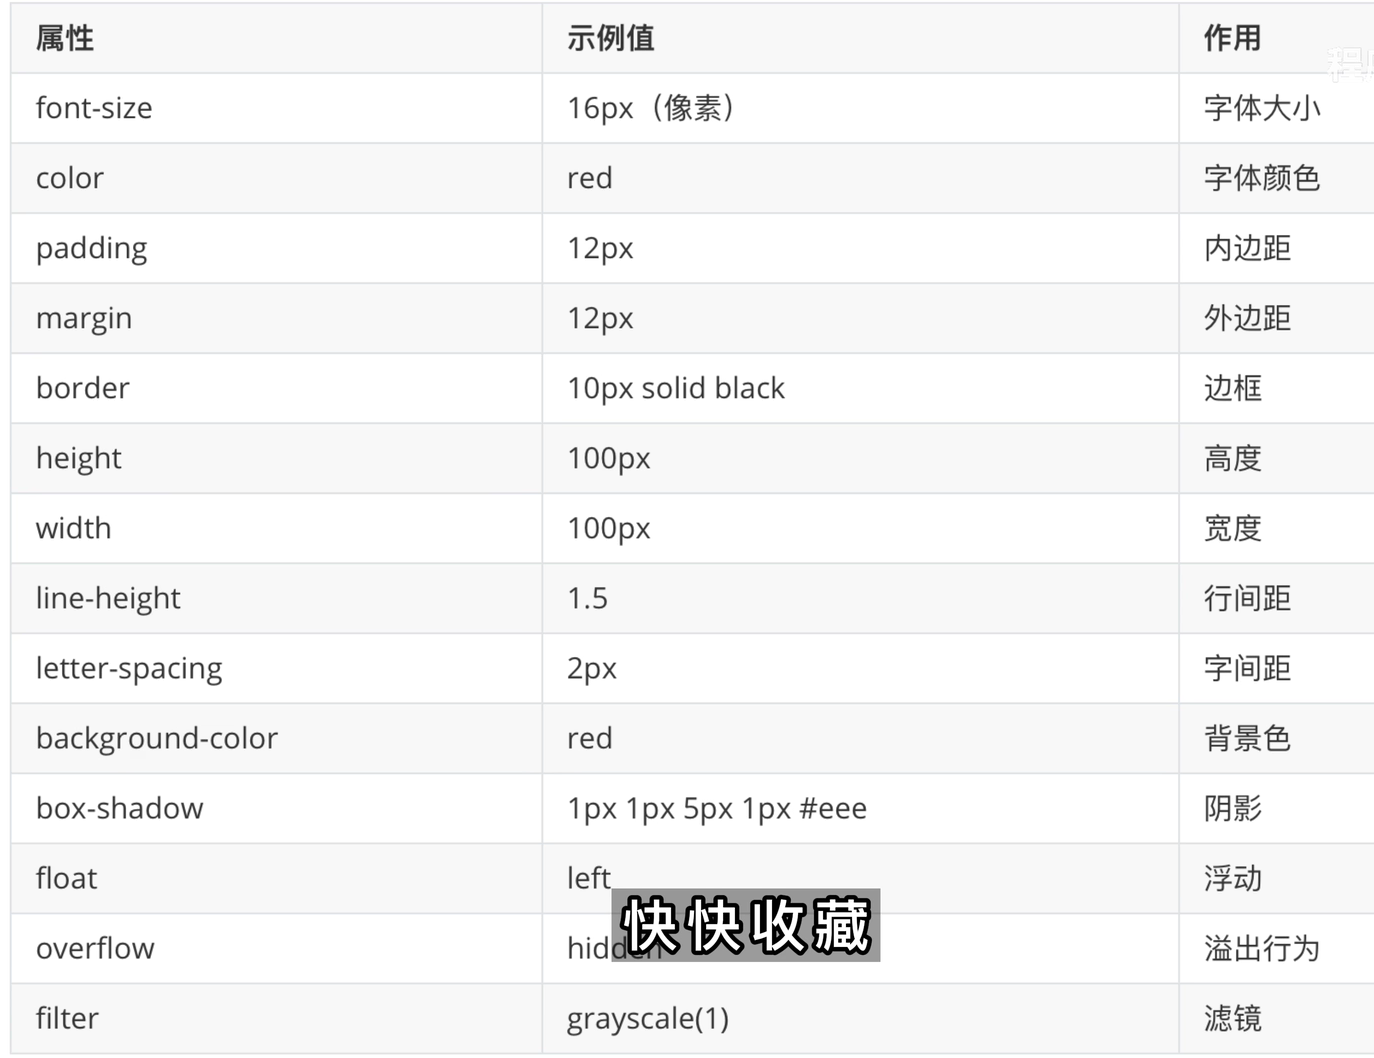 属性 示例值 作用
font-size 16px（像素） 字体大小
color red 字体颜色
padding 12px 内边距
margin 12px 外边距
border 10px solid black 边框
height 100px 高度
width 100px 宽度
line-height 1.5 行间距
letter-spacing 2px 字间距
background-color red 背景色
box-shadow 1px 1px 5px 1px #eee 阴影
float left 浮动
快快收藏
overflow hidden 溢出行为
filter grayscale(1) 滤镜